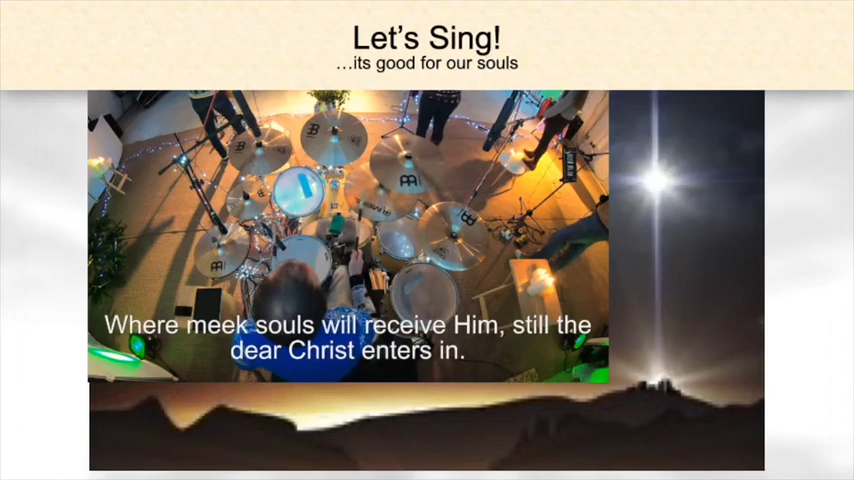 Let’s Sing!
…its good for our souls
Where meek souls will receive Him, still the
dear Christ enters in.